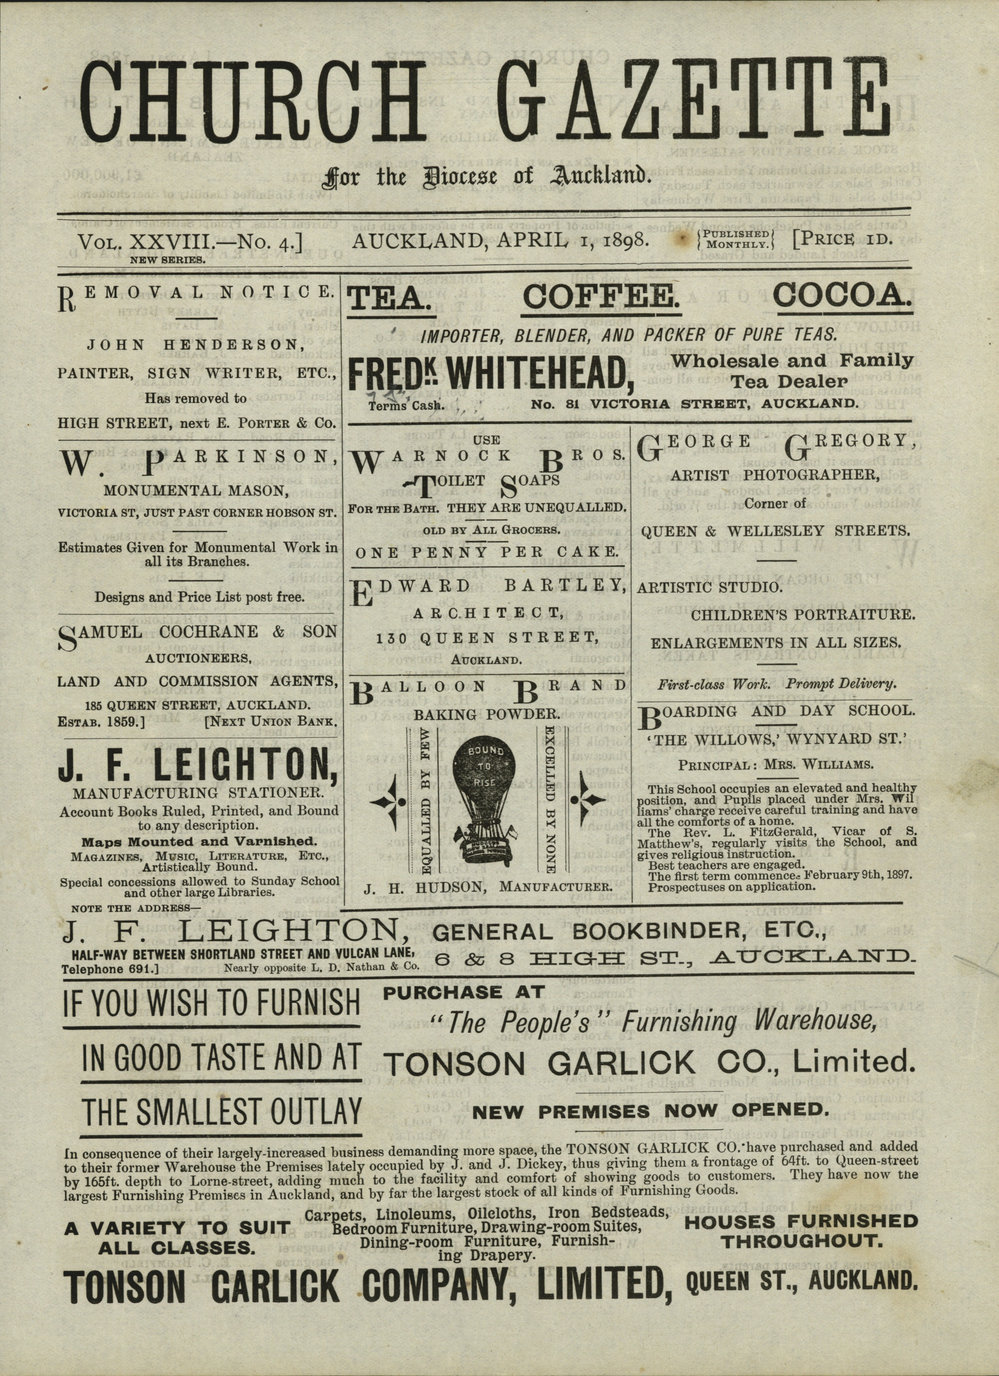 CHURCH GAZETTE
For the Diocese of Auckland.
VOL. XXVIII.—No. 4.]
NEW SERIES.
AUCKLAND, APRIL 1, 1898.
{PUBLISHED MONTHLY.}
[PRICE 1D.
REMOVAL NOTICE.
JOHN HENDERSON,
PAINTER, SIGN WRITER, ETC.,
Has removed to
HIGH STREET, next E. PORTER & Co.
W. PARKINSON,
MONUMENTAL MASON,
VICTORIA ST, JUST PAST CORNER HOBSON ST.
Estimates Given for Monumental Work in
all its Branches.
Designs and Price List post free.
SAMUEL COCHRANE & SON
AUCTIONEERS,
LAND AND COMMISSION AGENTS,
185 QUEEN STREET, AUCKLAND.
ESTAB. 1859.] [NEXT UNION BANK.
J. F. LEIGHTON,
MANUFACTURING STATIONER.
Account Books Ruled, Printed, and Bound
to any description.
Maps Mounted and Varnished.
MAGAZINES, MUSIC, LITERATURE, ETC.,
Artistically Bound.
Special concessions allowed to Sunday School
and other large Libraries.
NOTE THE ADDRESS—
TEA. COFFEE. COCOA.
IMPORTER, BLENDER, AND PACKER OF PURE TEAS.
FREDK. WHITEHEAD,
Wholesale and Family
Tea Dealer
Terms Cash.
No. 81 VICTORIA STREET, AUCKLAND.
USE
WARNOCK BROS.
TOILET SOAPS
FOR THE BATH. THEY ARE UNEQUALLED.
OLD BY ALL GROCERS.
ONE PENNY PER CAKE.
EDWARD BARTLEY,
ARCHITECT,
130 QUEEN STREET,
AUCKLAND.
BALLOON BRAND
BAKING POWDER.
EQUALLED BY FEW
BOUND
TO
RISE
EXCELLED BY NONE
J. H. HUDSON, MANUFACTURER.
GEORGE GREGORY,
ARTIST PHOTOGRAPHER,
Corner of
QUEEN & WELLESLEY STREETS.
ARTISTIC STUDIO.
CHILDREN'S PORTRAITURE.
ENLARGEMENTS IN ALL SIZES.
First-class Work. Prompt Delivery.
BOARDING AND DAY SCHOOL.
'THE WILLOWS,' WYNYARD ST.'
PRINCIPAL: MRS. WILLIAMS.
This School occupies an elevated and healthy
position, and Pupils placed under Mrs. Wil
liams' charge receive careful training and have
all the comforts of a home.
The Rev. L. FitzGerald, Vicar of S.
Matthew's, regularly visits the School, and
gives religious instruction.
Best teachers are engaged.
The first term commences February 9th, 1897.
Prospectuses on application.
J. F. LEIGHTON, GENERAL BOOKBINDER, ETC.,
HALF-WAY BETWEEN SHORTLAND STREET AND VULCAN LANE,
Telephone 691.] Nearly opposite L. D. Nathan & Co.
6 & 8 HIGH ST., AUCKLAND.
IF YOU WISH TO FURNISH
IN GOOD TASTE AND AT
THE SMALLEST OUTLAY
PURCHASE AT
"The People's" Furnishing Warehouse,
TONSON GARLICK CO., Limited.
NEW PREMISES NOW OPENED.
In consequence of their largely-increased business demanding more space, the TONSON GARLICK CO. have purchased and added
to their former Warehouse the Premises lately occupied by J. and J. Dickey, thus giving them a frontage of 64ft. to Queen-street
by 165ft. depth to Lorne-street, adding much to the facility and comfort of showing goods to customers. They have now the
largest Furnishing Premises in Auckland, and by far the largest stock of all kinds of Furnishing Goods.
A VARIETY TO SUIT
ALL CLASSES.
Carpets, Linoleums, Oilcloths, Iron Bedsteads,
Bedroom Furniture, Drawing-room Suites,
Dining-room Furniture, Furnish-
ing Drapery.
HOUSES FURNISHED
THROUGHOUT.
TONSON GARLICK COMPANY, LIMITED, QUEEN ST., AUCKLAND.